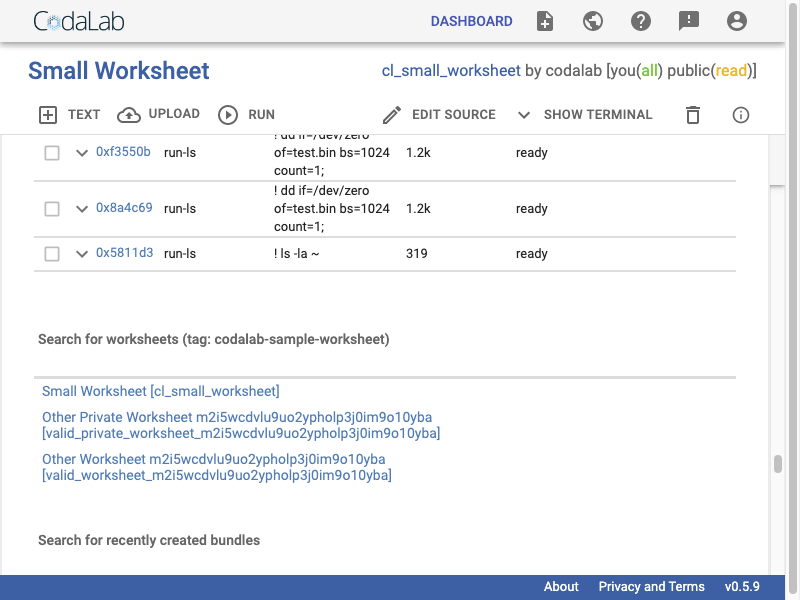 CodaLab
DASHBOARD
Small Worksheet
cl_small_worksheet by codalab [you(all) public(read)]
TEXT UPLOAD RUN EDIT SOURCE SHOW TERMINAL
! dd if=/dev/zero
0xf3550b run-ls of=test.bin bs=1024 1.2k ready
count=1;
! dd if=/dev/zero
0x8a4c69 run-ls of=test.bin bs=1024 1.2k ready
count=1;
0x5811d3 run-ls ! ls -la ~ 319 ready
Search for worksheets (tag: codalab-sample-worksheet)
Small Worksheet [cl_small_worksheet]
Other Private Worksheet m2i5wcdvlu9uo2ypholp3j0im9o10yba
[valid_private_worksheet_m2i5wcdvlu9uo2ypholp3j0im9o10yba]
Other Worksheet m2i5wcdvlu9uo2ypholp3j0im9o10yba
[valid_worksheet_m2i5wcdvlu9uo2ypholp3j0im9o10yba]
Search for recently created bundles
About Privacy and Terms v0.5.9